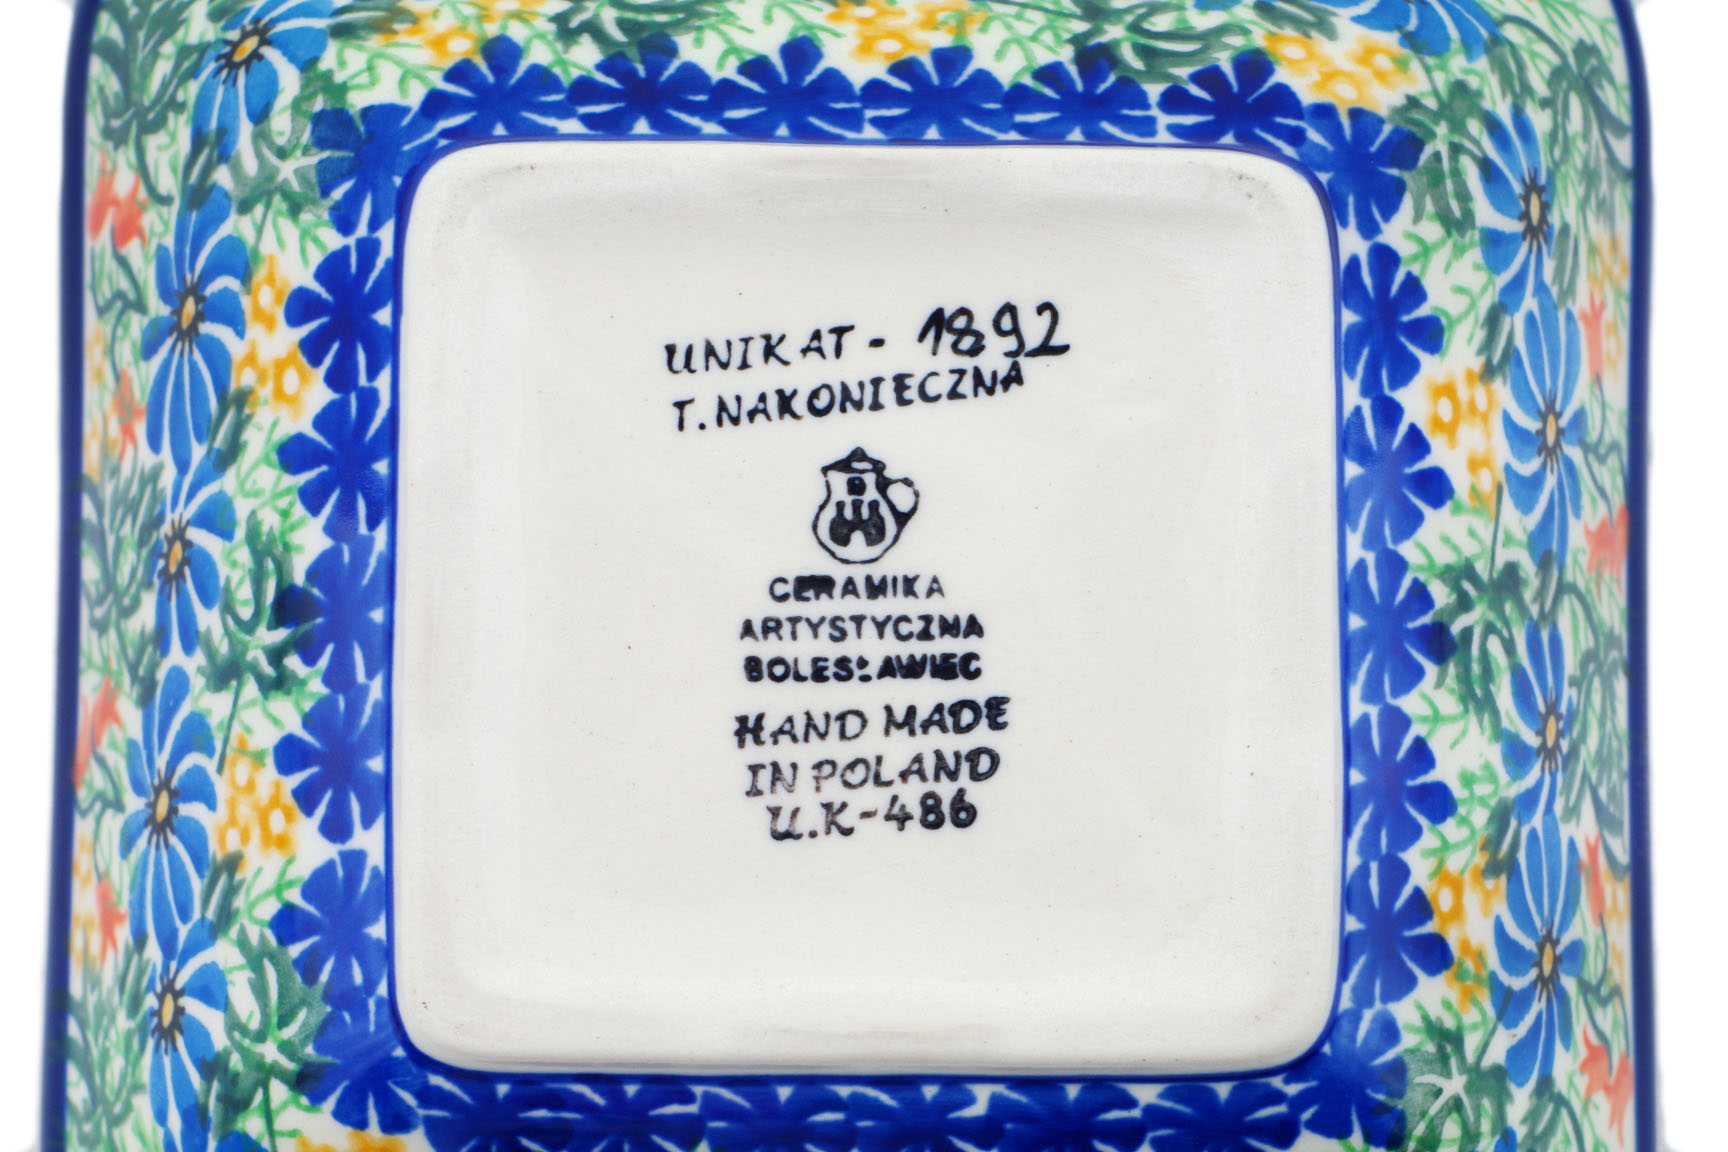 UNIKAT - 1892
T. NAKONIECZNA
CERAMIKA
ARTYSTYCZNA
BOLESŁAWIEC
HAND MADE
IN POLAND
U.K-486